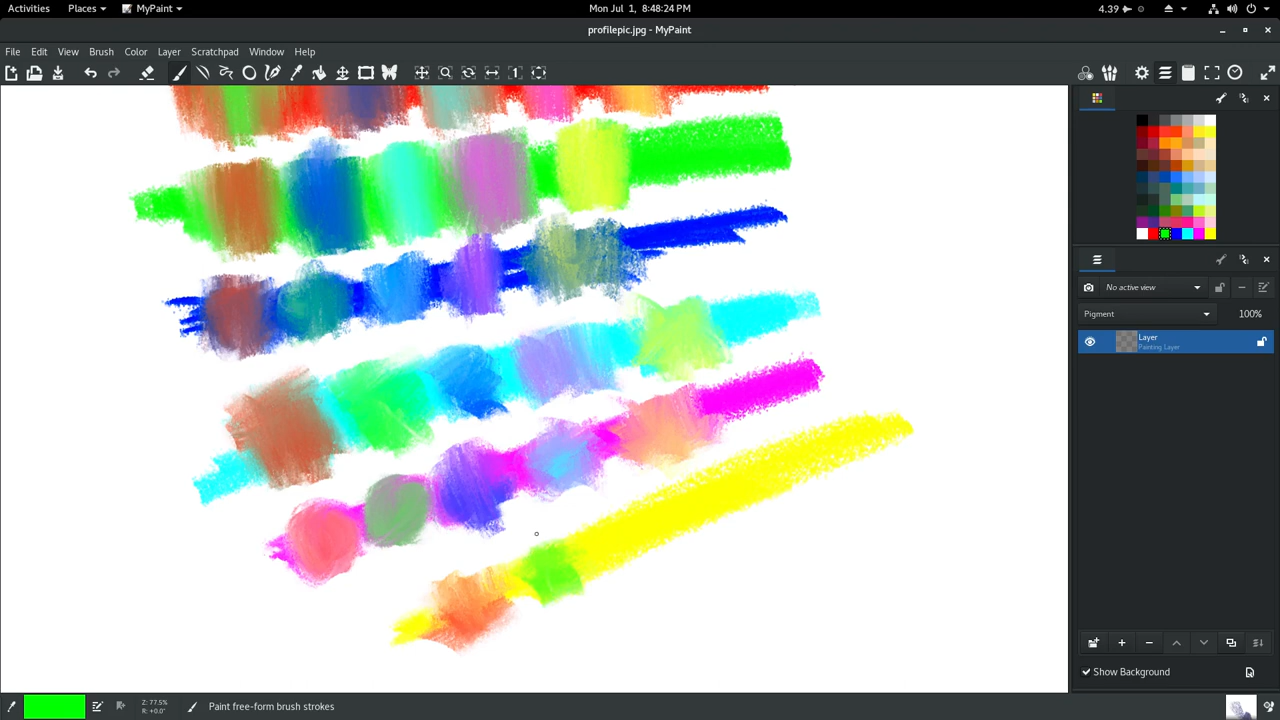 Activities Places MyPaint Mon Jul 1, 8:48:24 PM 4.39
profilepic.jpg - MyPaint
File Edit View Brush Color Layer Scratchpad Window Help
1
No active view
Pigment 100%
Layer
Painting Layer
Show Background
Z: 77.5%
R: +0.0°
Paint free-form brush strokes